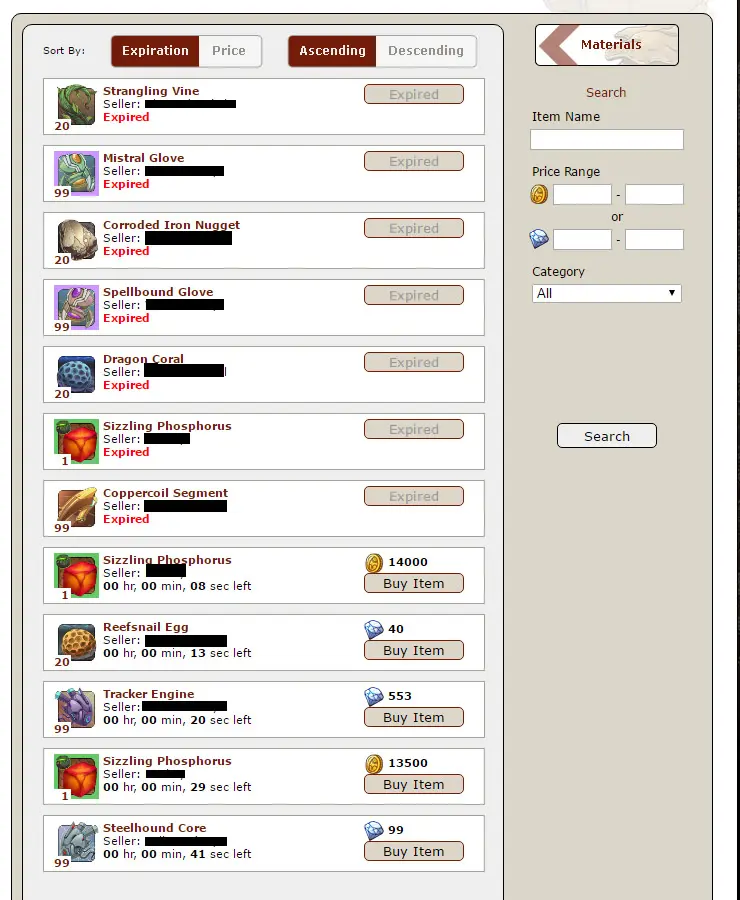 Sort By: Expiration Price Ascending Descending
Materials
Search
Item Name
Price Range
-
or
-
Category
All
Search
Strangling Vine
Seller:
Expired
20
Expired
Mistral Glove
Seller:
Expired
99
Expired
Corroded Iron Nugget
Seller:
Expired
20
Expired
Spellbound Glove
Seller:
Expired
99
Expired
Dragon Coral
Seller:
Expired
20
Expired
Sizzling Phosphorus
Seller:
Expired
1
Expired
Coppercoil Segment
Seller:
Expired
99
Expired
Sizzling Phosphorus
Seller:
00 hr, 00 min, 08 sec left
1
14000
Buy Item
Reefsnail Egg
Seller:
00 hr, 00 min, 13 sec left
20
40
Buy Item
Tracker Engine
Seller:
00 hr, 00 min, 20 sec left
99
553
Buy Item
Sizzling Phosphorus
Seller:
00 hr, 00 min, 29 sec left
1
13500
Buy Item
Steelhound Core
Seller:
00 hr, 00 min, 41 sec left
99
99
Buy Item